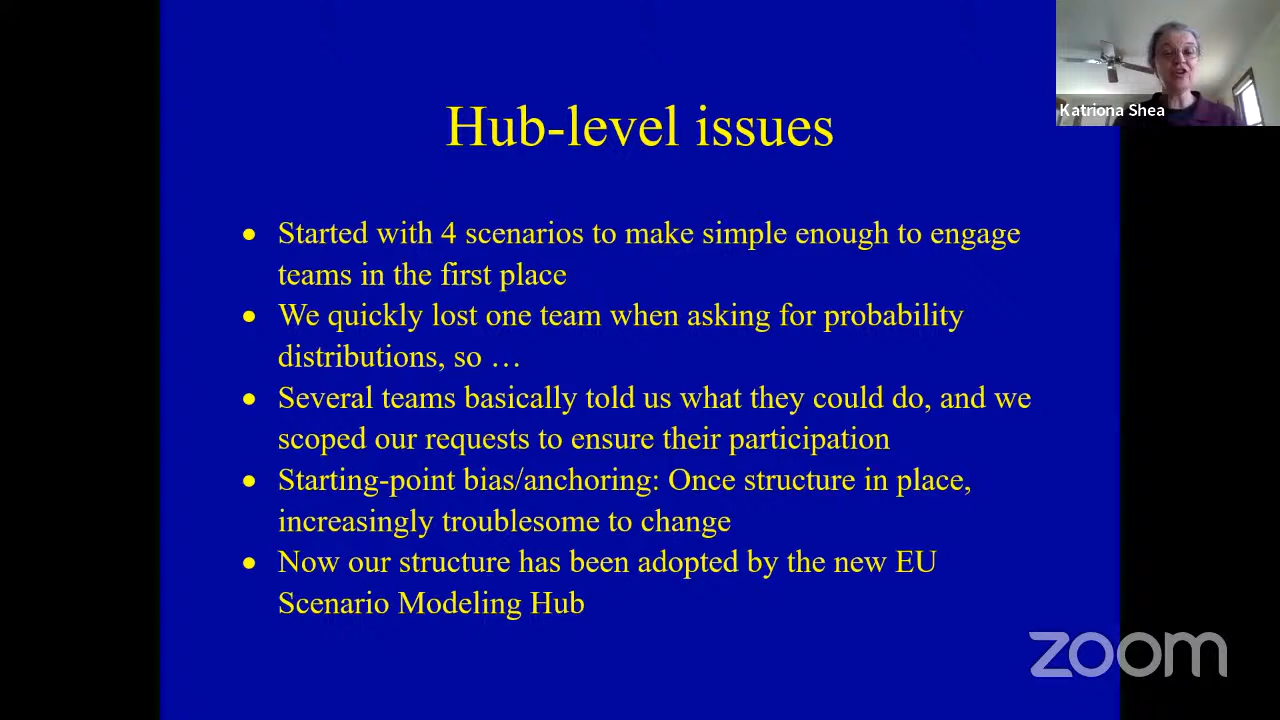 Katriona Shea
Hub-level issues
• Started with 4 scenarios to make simple enough to engage
teams in the first place
• We quickly lost one team when asking for probability
distributions, so …
• Several teams basically told us what they could do, and we
scoped our requests to ensure their participation
• Starting-point bias/anchoring: Once structure in place,
increasingly troublesome to change
• Now our structure has been adopted by the new EU
Scenario Modeling Hub
zoom